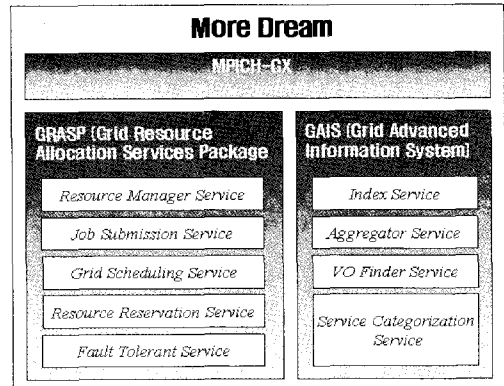 More Dream
MPICH-GX
GRASP (Grid Resource
Allocation Services Package
Resource Manager Service
Job Submission Service
Grid Scheduling Service
Resource Reservation Service
Fault Tolerant Service
GAIS (Grid Advanced
Information System)
Index Service
Aggregator Service
VO Finder Service
Service Categorization
Service